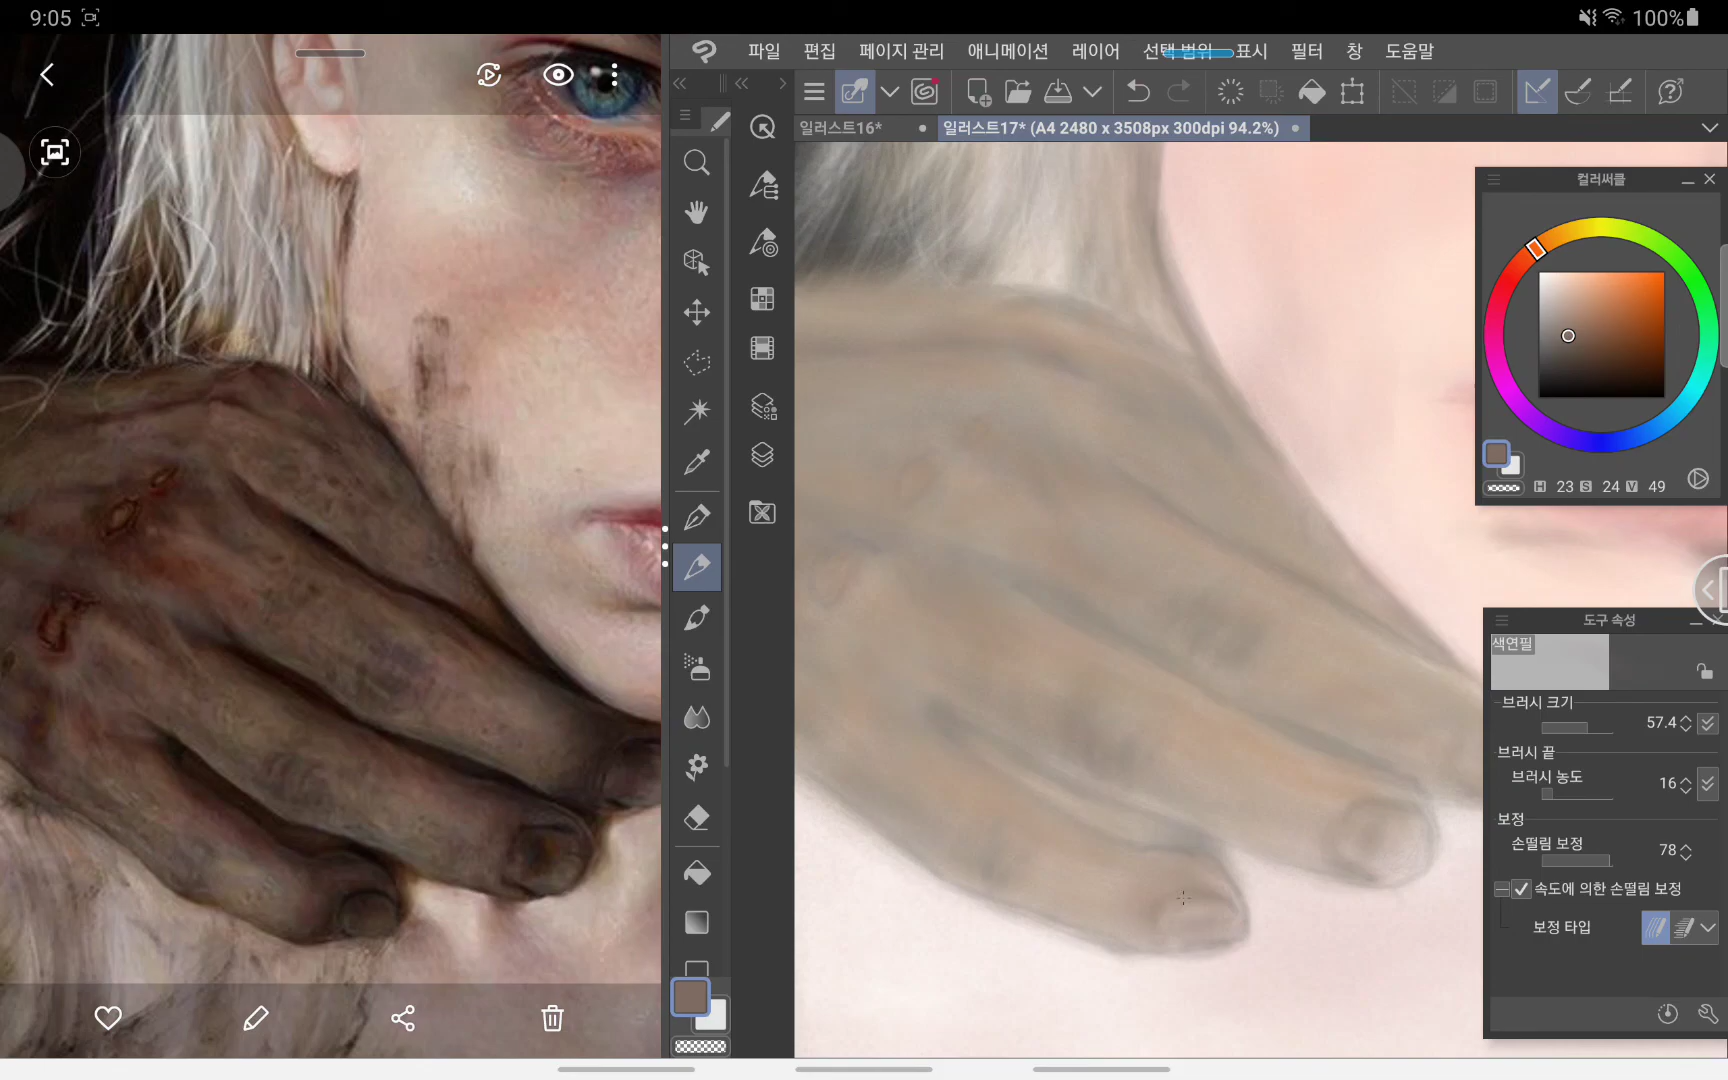 9:05
100%
파일 편집 페이지 관리 애니메이션 레이어 선택 범위 표시 필터 창 도움말
일러스트16* 일러스트17* (A4 2480 x 3508px 300dpi 94.2%)
컬러써클
H 23 S 24 V 49
도구 속성
색연필
브러시 크기
57.4
브러시 끝
브러시 농도 16
보정
손떨림 보정 78
속도에 의한 손떨림 보정
보정 타입